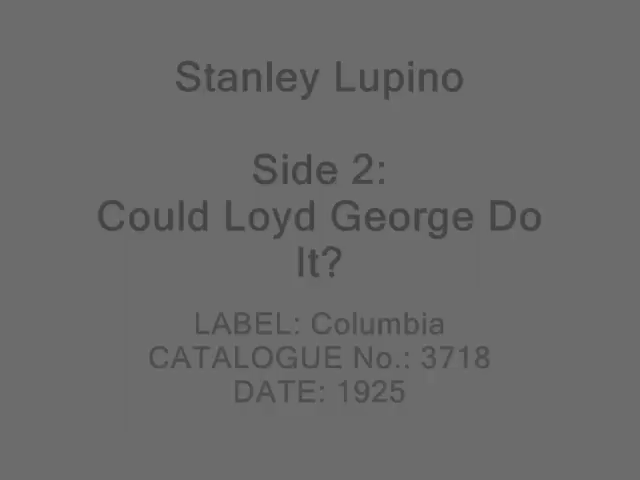 Stanley Lupino
Side 2:
Could Loyd George Do
It?
LABEL: Columbia
CATALOGUE No.: 3718
DATE: 1925